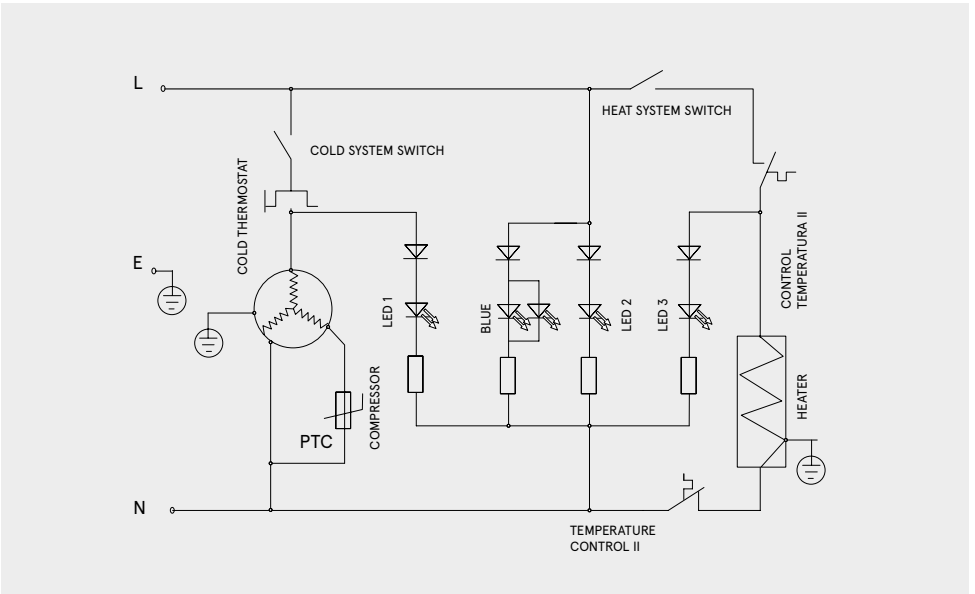 L
HEAT SYSTEM SWITCH
COLD SYSTEM SWITCH
COLD THERMOSTAT
CONTROL
TEMPERATURA II
E
LED 1
BLUE
LED 2
LED 3
COMPRESSOR
HEATER
PTC
N
TEMPERATURE
CONTROL II